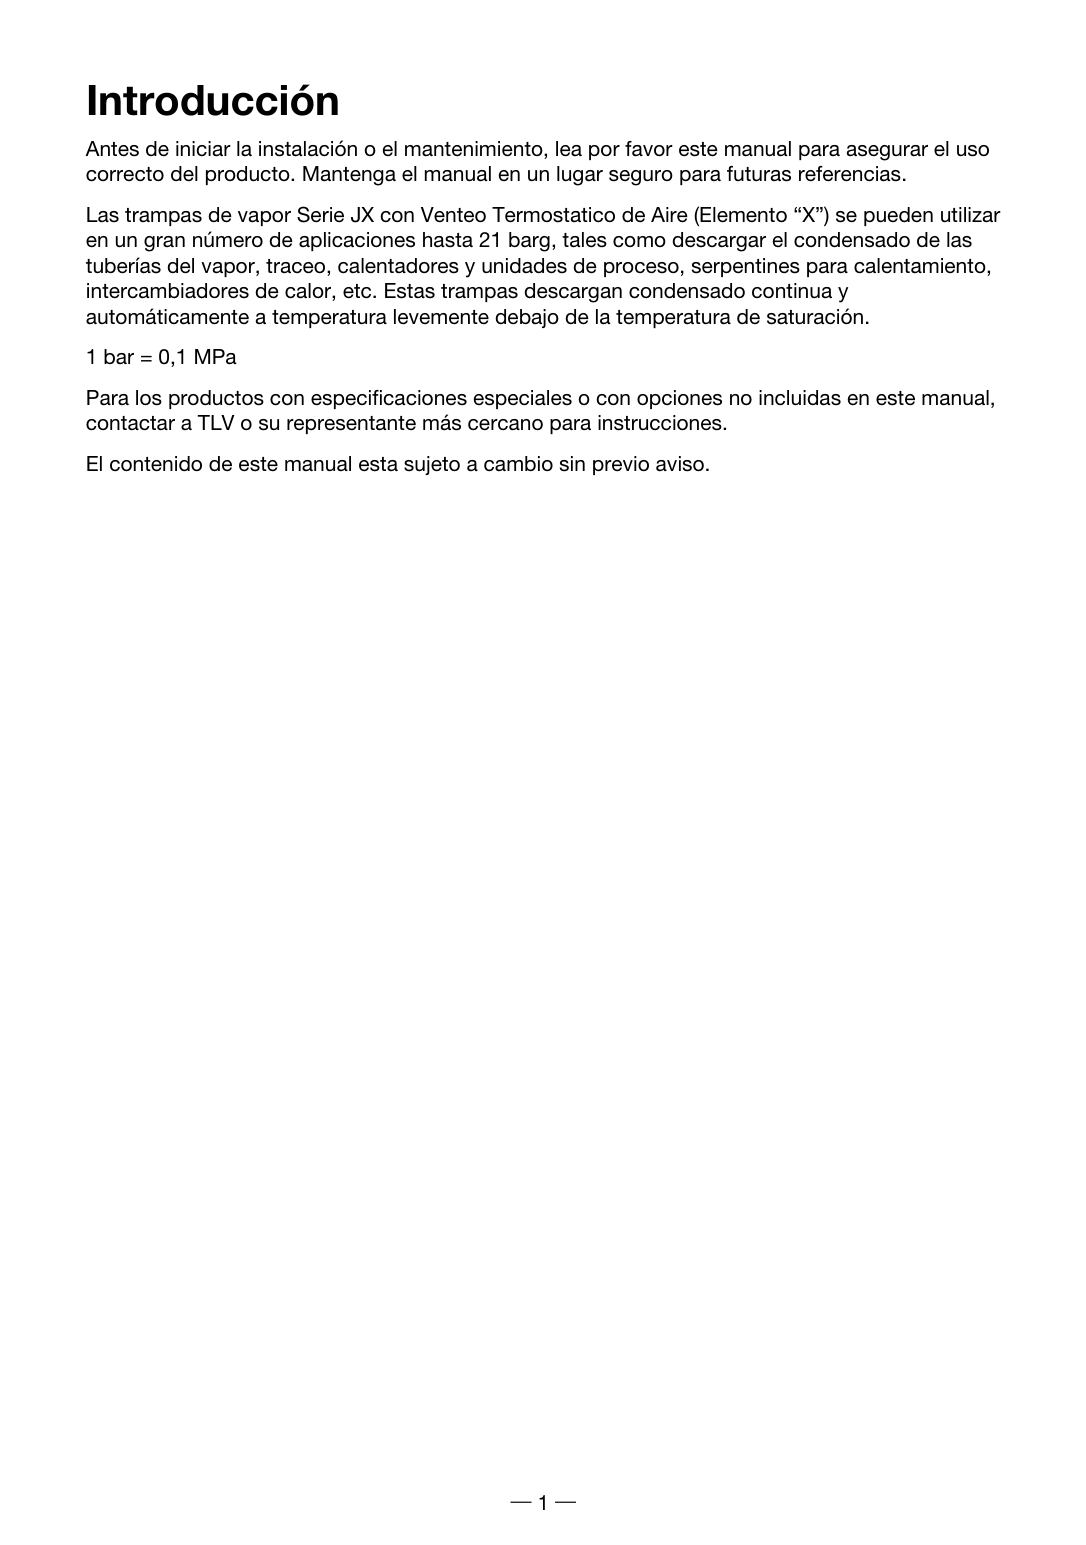 Introducción
Antes de iniciar la instalación o el mantenimiento, lea por favor este manual para asegurar el uso
correcto del producto. Mantenga el manual en un lugar seguro para futuras referencias.
Las trampas de vapor Serie JX con Venteo Termostatico de Aire (Elemento “X”) se pueden utilizar
en un gran número de aplicaciones hasta 21 barg, tales como descargar el condensado de las
tuberías del vapor, traceo, calentadores y unidades de proceso, serpentines para calentamiento,
intercambiadores de calor, etc. Estas trampas descargan condensado continua y
automáticamente a temperatura levemente debajo de la temperatura de saturación.
1 bar = 0,1 MPa
Para los productos con especificaciones especiales o con opciones no incluidas en este manual,
contactar a TLV o su representante más cercano para instrucciones.
El contenido de este manual esta sujeto a cambio sin previo aviso.
— 1 —